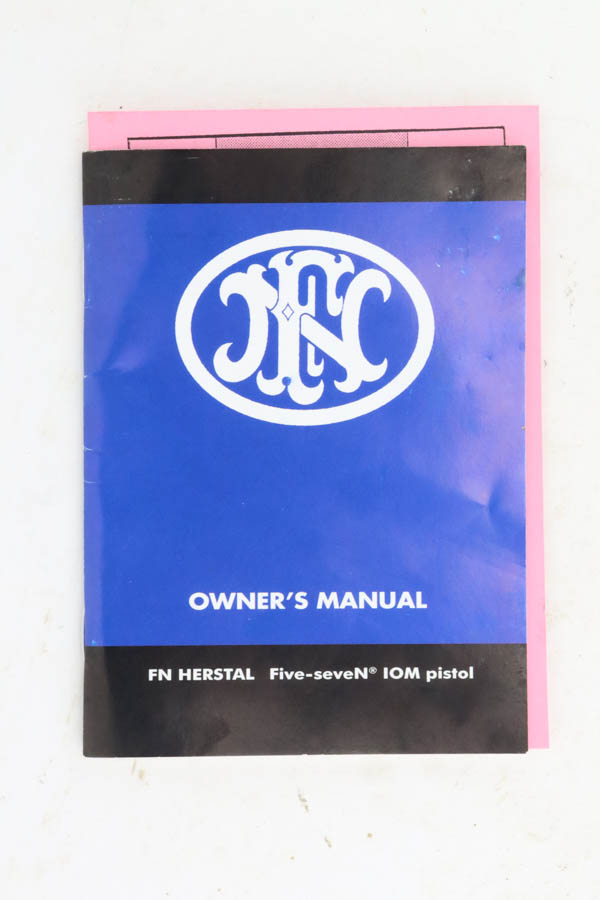 FN
OWNER'S MANUAL
FN HERSTAL Five-seveN® IOM pistol